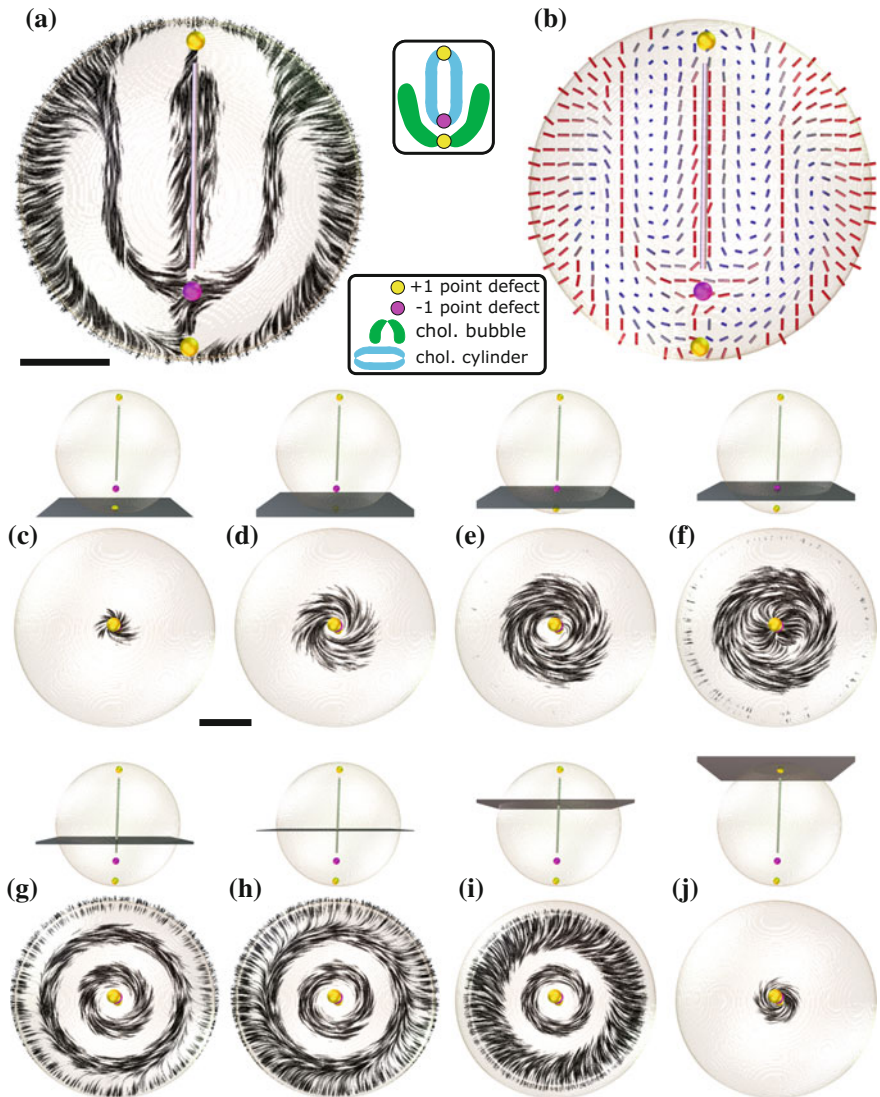 (a)
(b)
+1 point defect
-1 point defect
chol. bubble
chol. cylinder
(c)
(d)
(e)
(f)
(g)
(h)
(i)
(j)